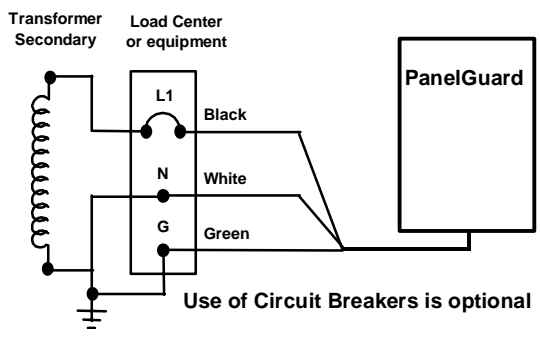 Transformer
Secondary
Load Center
or equipment
PanelGuard
L1
Black
N
White
G
Green
Use of Circuit Breakers is optional